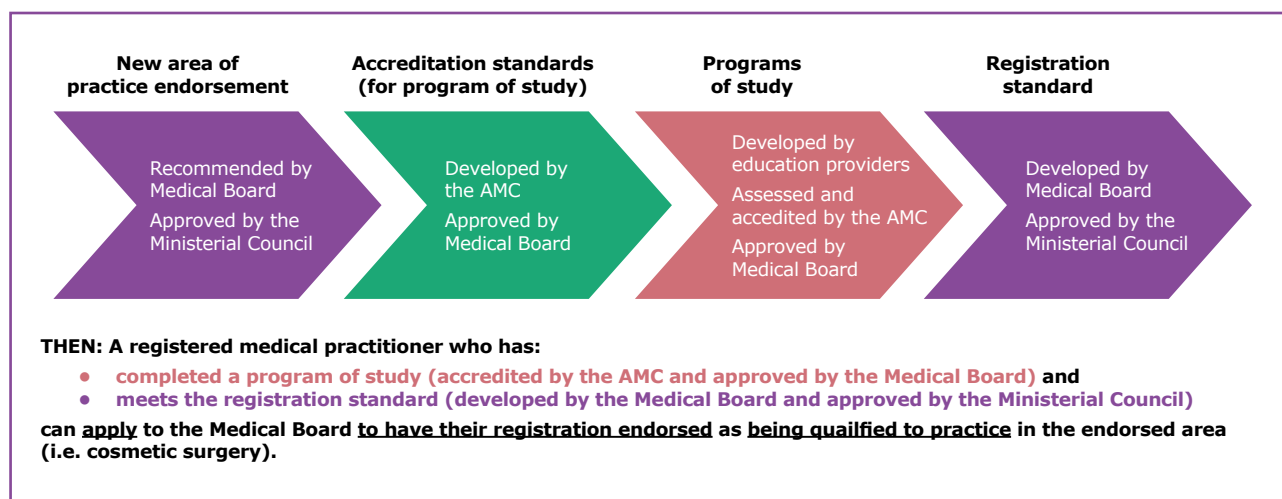 New area of
practice endorsement
Accreditation standards
(for program of study)
Programs
of study
Registration
standard
Recommended by
Medical Board
Approved by the
Ministerial Council
Developed by
the AMC
Approved by
Medical Board
Developed by
education providers
Assessed and
accredited by the AMC
Approved by
Medical Board
Developed by
Medical Board
Approved by the
Ministerial Council
THEN: A registered medical practitioner who has:
• completed a program of study (accredited by the AMC and approved by the Medical Board) and
• meets the registration standard (developed by the Medical Board and approved by the Ministerial Council)
can apply to the Medical Board to have their registration endorsed as being quailfied to practice in the endorsed area
(i.e. cosmetic surgery).